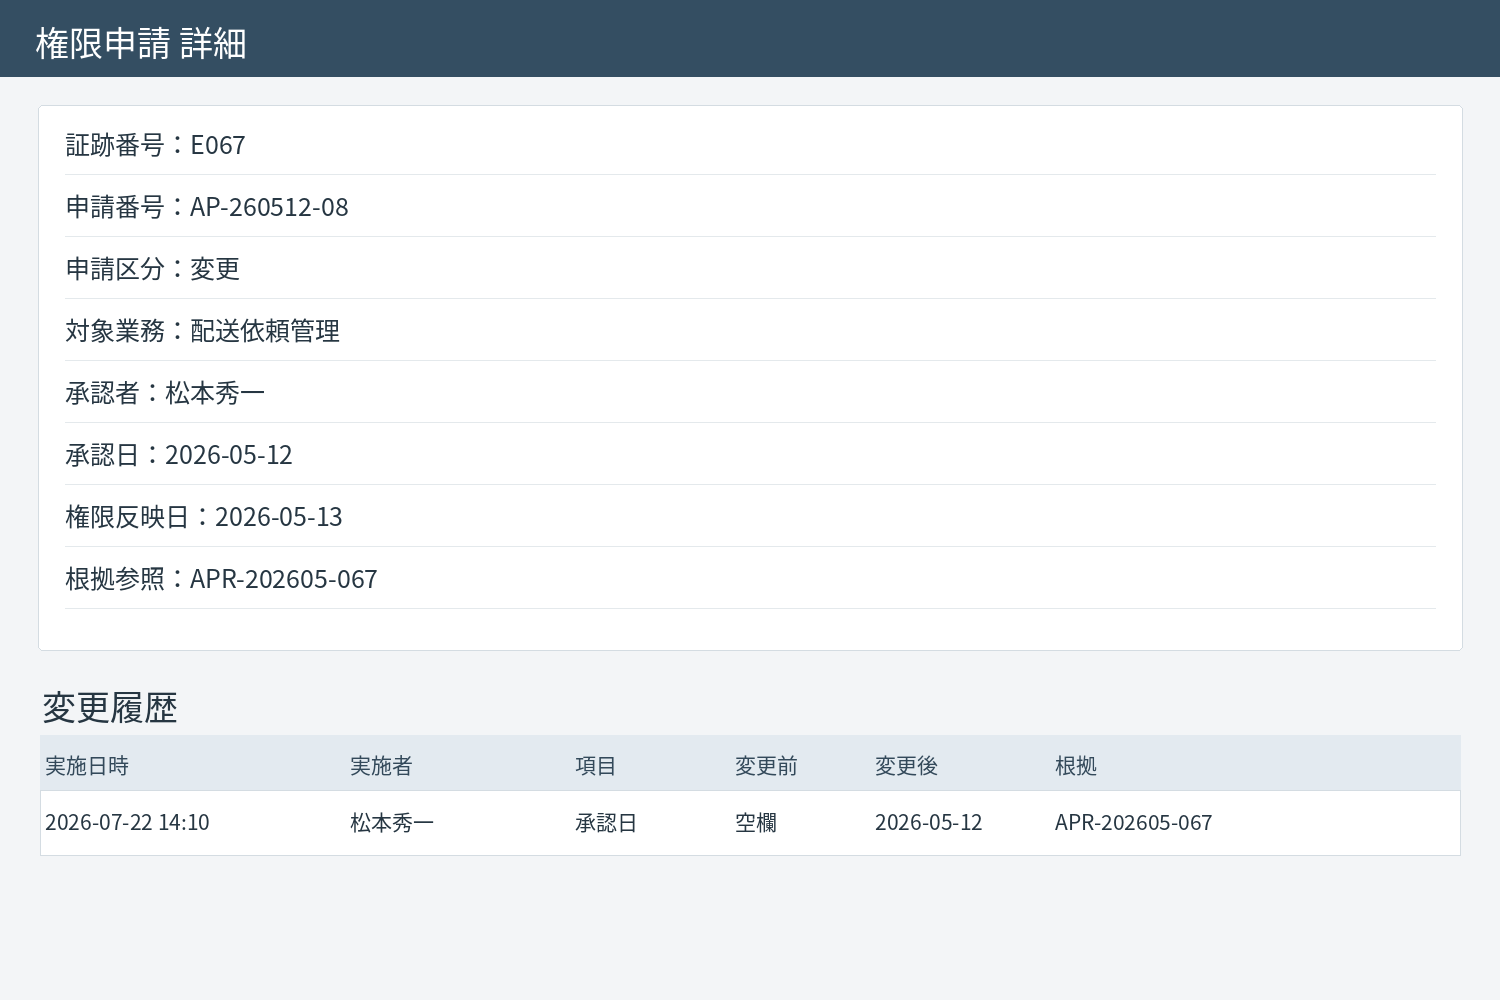 権限申請 詳細
証跡番号：E067
申請番号：AP-260512-08
申請区分：変更
対象業務：配送依頼管理
承認者：松本秀一
承認日：2026-05-12
権限反映日：2026-05-13
根拠参照：APR-202605-067
変更履歴
実施日時 実施者 項目 変更前 変更後 根拠
2026-07-22 14:10 松本秀一 承認日 空欄 2026-05-12 APR-202605-067